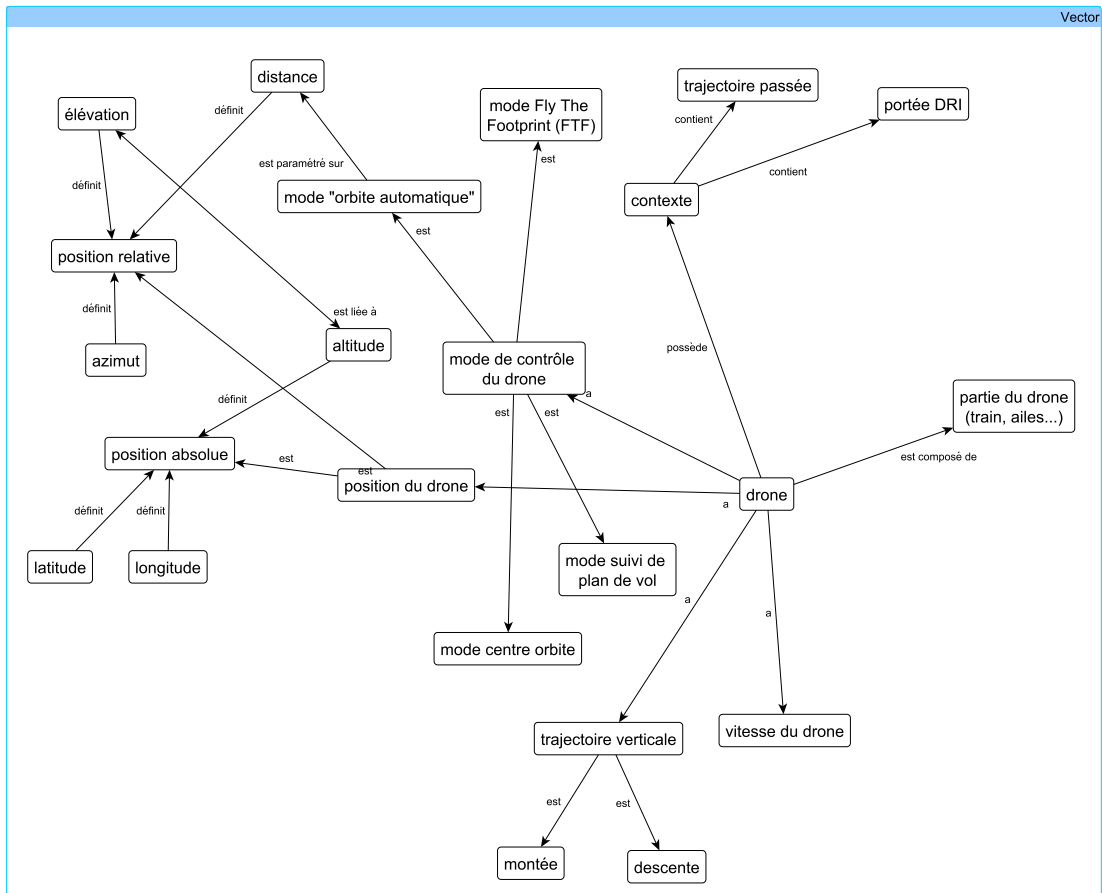 Vector
distance
trajectoire passée
élévation
mode Fly The
Footprint (FTF)
portée DRI
définit
contient
est paramétré sur
est
contient
définit
mode "orbite automatique"
contexte
est
position relative
définit
est liée à
altitude
possède
azimut
mode de contrôle
du drone
a
partie du drone
(train, ailes...)
définit
est
est
position absolue
est
est
est composé de
position du drone
drone
a
définit
définit
latitude
longitude
mode suivi de
plan de vol
a
a
mode centre orbite
trajectoire verticale
vitesse du drone
est
est
montée
descente